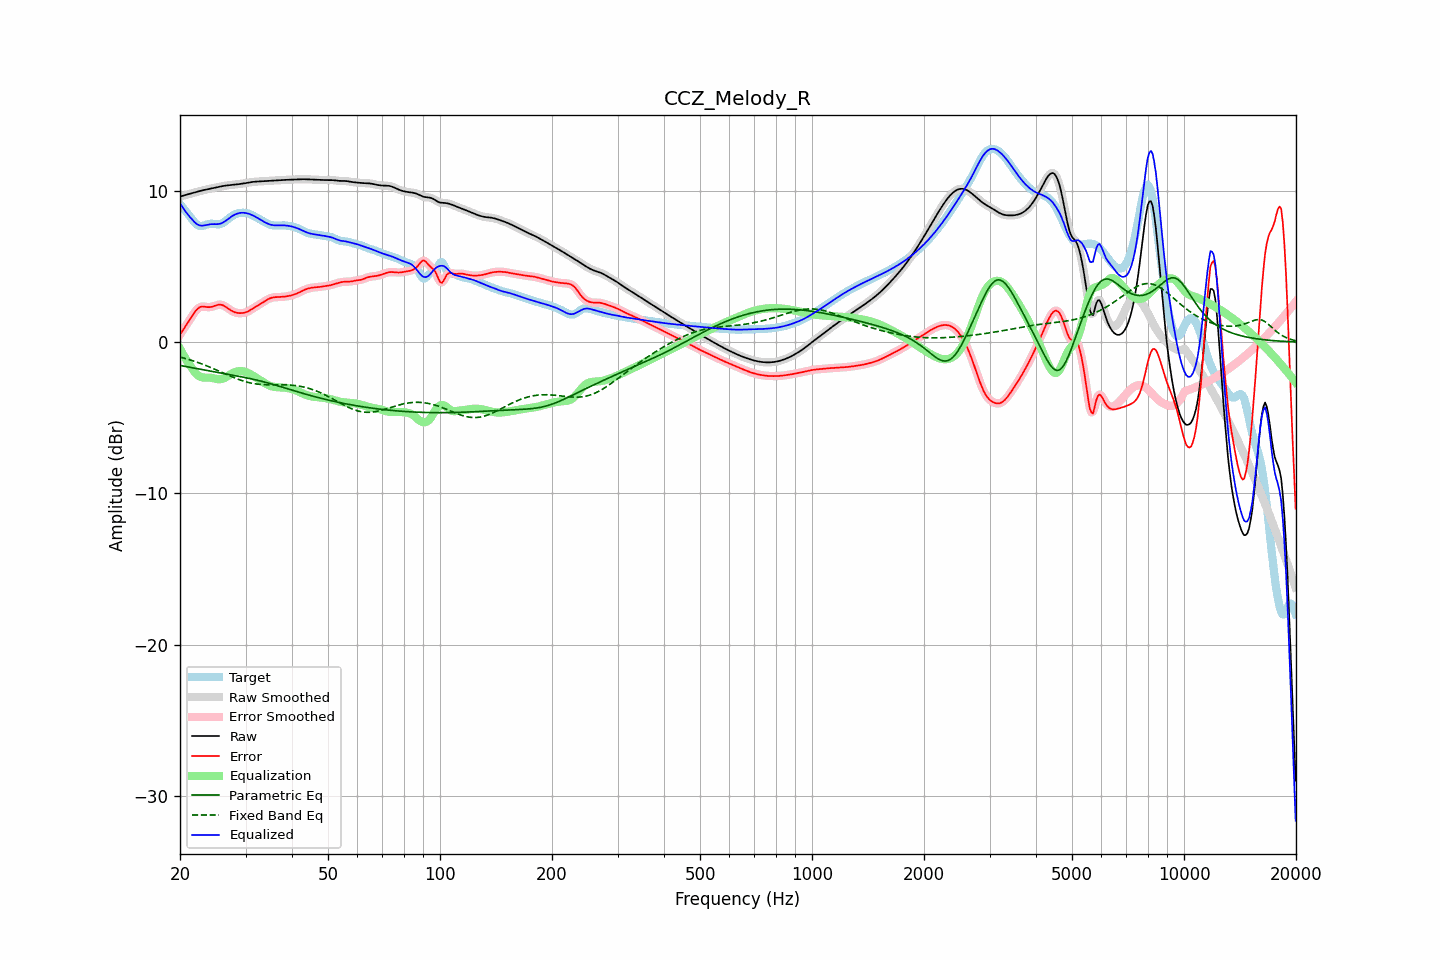 CCZ_Melody_R
Amplitude (dBr)
10
0
−10
−20
−30
Target
Raw Smoothed
Error Smoothed
Raw
Error
Equalization
Parametric Eq
Fixed Band Eq
Equalized
20 50 100 200 500 1000 2000 5000 10000 20000
Frequency (Hz)